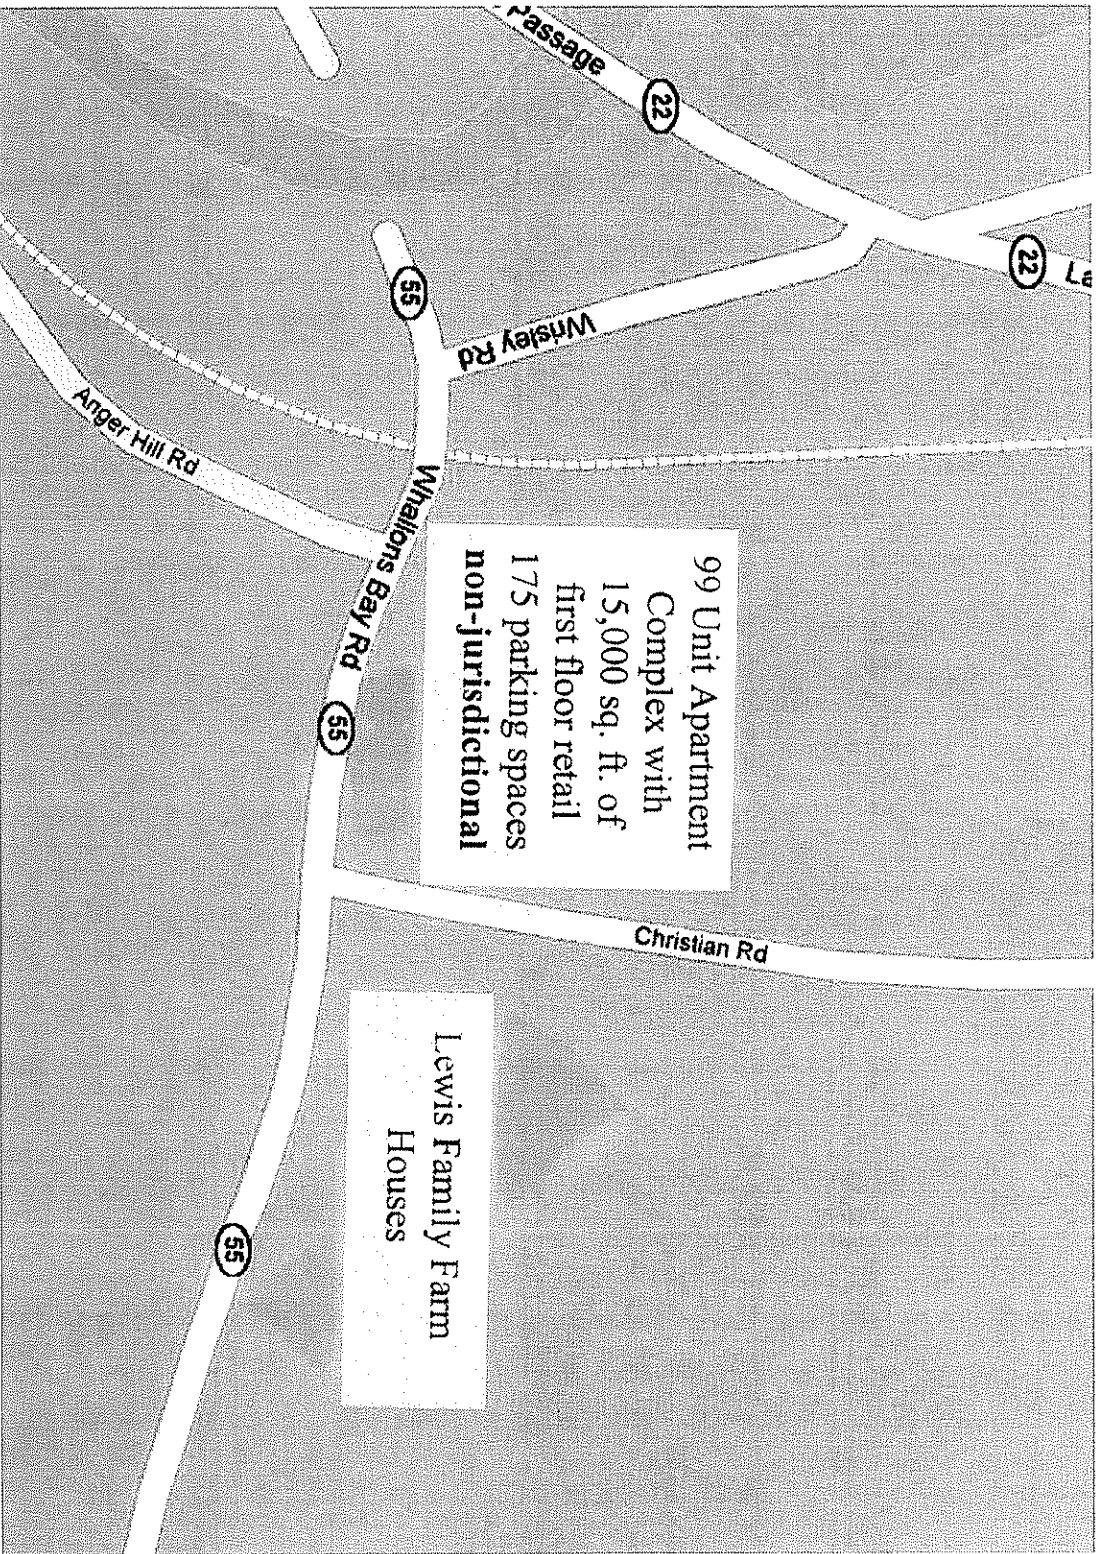 22
La
22
Passage
Wrisley Rd
Christian Rd
99 Unit Apartment
Complex with
15,000 sq. ft. of
first floor retail
175 parking spaces
non-jurisdictional
Lewis Family Farm
Houses
55
Whallons Bay Rd
55
55
Anger Hill Rd